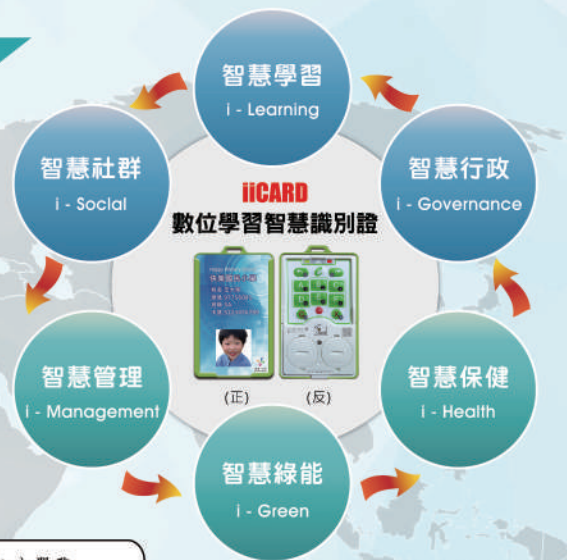 智慧學習
i - Learning
智慧社群
i - Social
智慧行政
i - Governance
iiCARD
數位學習智慧識別證
(正)
(反)
智慧管理
i - Management
智慧保健
i - Health
智慧綠能
i - Green